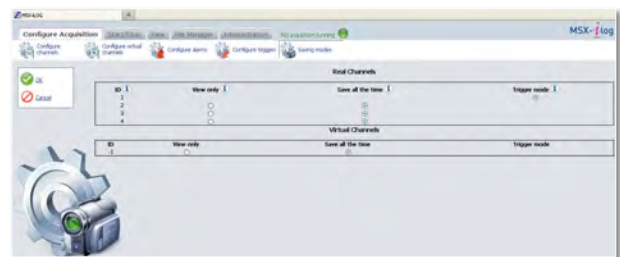 MSX-ILOG
MSX-ilog
Configure Acquisition Start/Stop View File Manager Administration No acquisition running
Configure channels
Configure virtual channels
Configure alarms
Configure triggers
Saving modes
OK
Cancel
Real Channels
ID View only Save all the time Trigger mode
1
2
3
4
Virtual Channels
ID View only Save all the time Trigger mode
-1